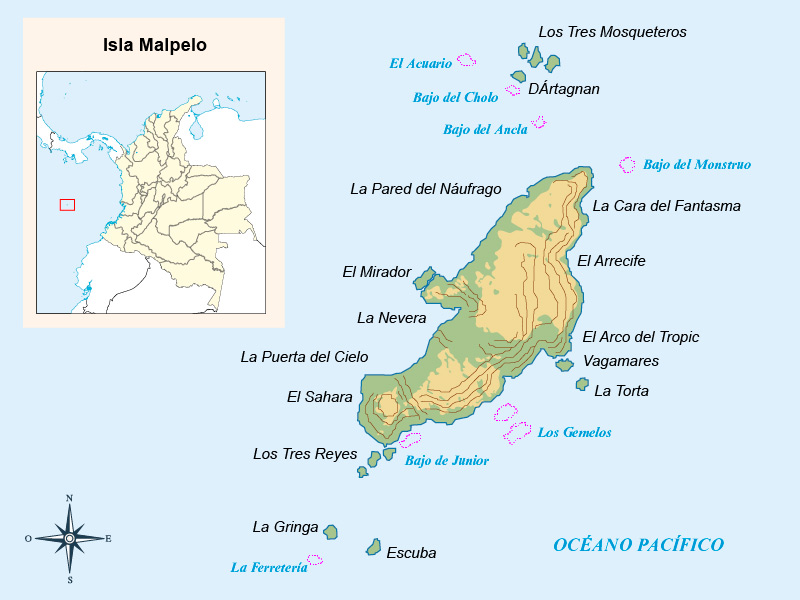 Isla Malpelo
Los Tres Mosqueteros
El Acuario
DÁrtagnan
Bajo del Cholo
Bajo del Ancla
Bajo del Monstruo
La Pared del Náufrago
La Cara del Fantasma
El Arrecife
El Mirador
La Nevera
El Arco del Tropic
La Puerta del Cielo
Vagamares
La Torta
El Sahara
Los Gemelos
Los Tres Reyes
Bajo de Junior
N
O
E
S
La Gringa
Escuba
OCÉANO PACÍFICO
La Ferretería